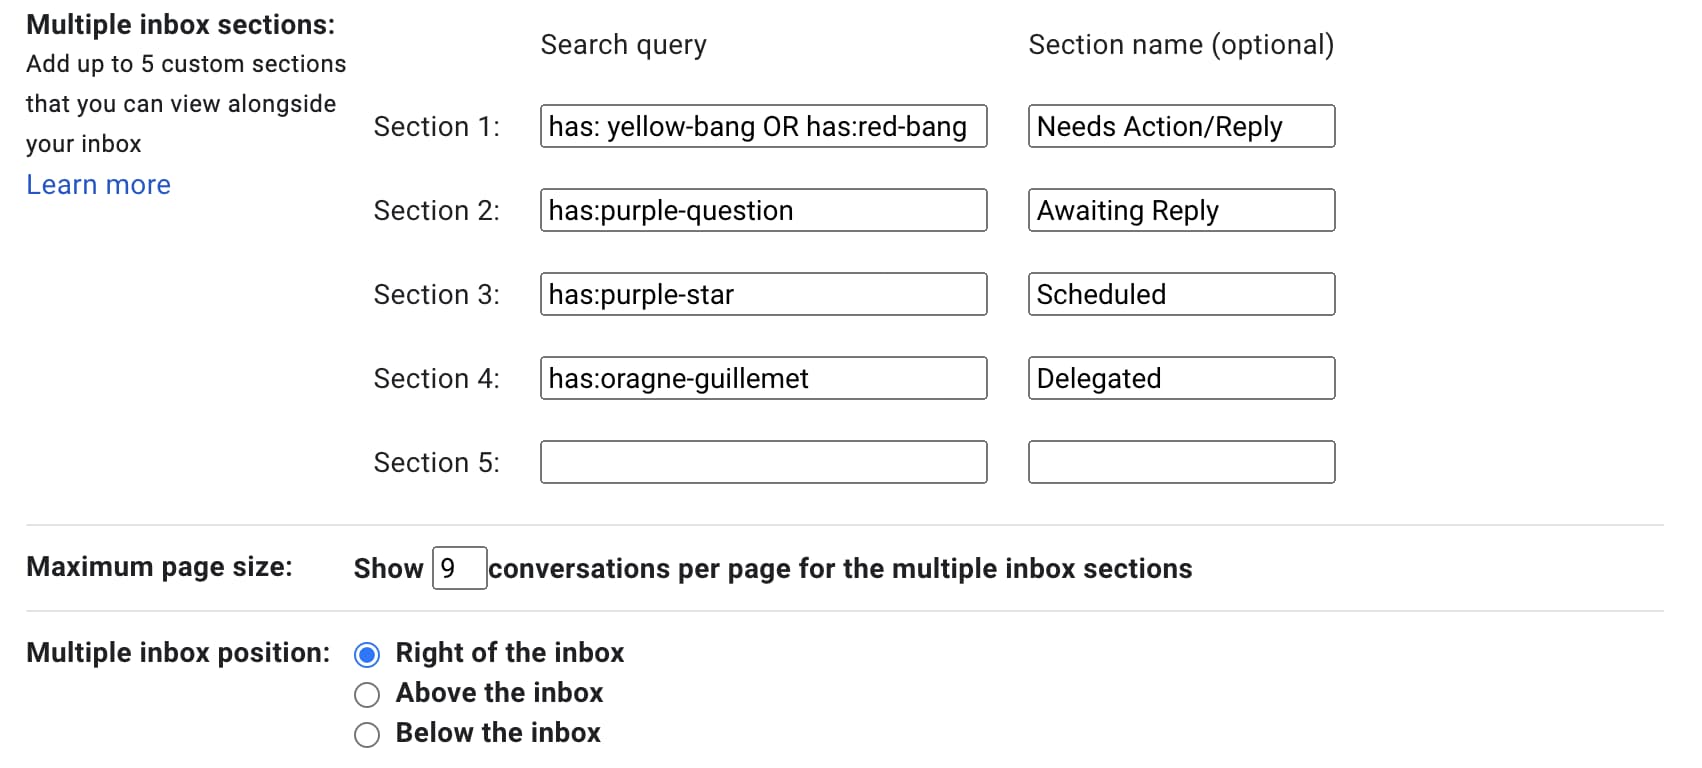 Multiple inbox sections:
Add up to 5 custom sections
that you can view alongside
your inbox
Learn more
Search query Section name (optional)
Section 1: has: yellow-bang OR has:red-bang Needs Action/Reply
Section 2: has:purple-question Awaiting Reply
Section 3: has:purple-star Scheduled
Section 4: has:oragne-guillemet Delegated
Section 5:
Maximum page size: Show 9 conversations per page for the multiple inbox sections
Multiple inbox position: Right of the inbox
Above the inbox
Below the inbox